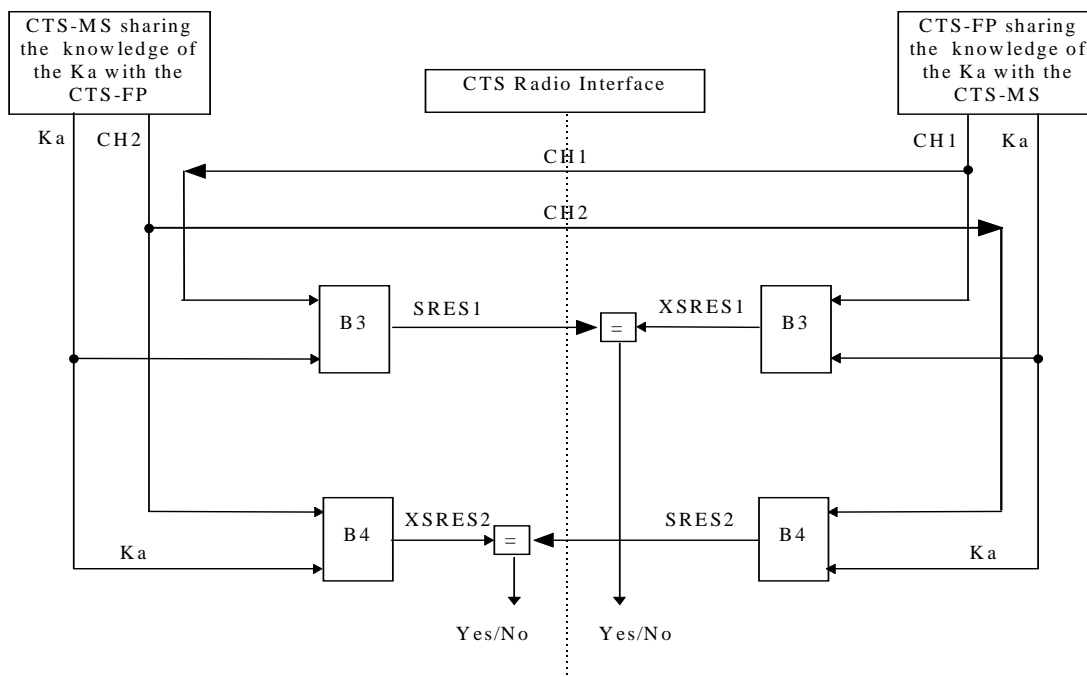 CTS-MS sharing
the knowledge of
the Ka with the
CTS-FP
CTS Radio Interface
CTS-FP sharing
the knowledge of
the Ka with the
CTS-MS
Ka
CH2
CH1
Ka
CH1
CH2
B3
SRES1
=
XSRES1
B3
B4
XSRES2
=
SRES2
B4
Ka
Ka
Yes/No
Yes/No